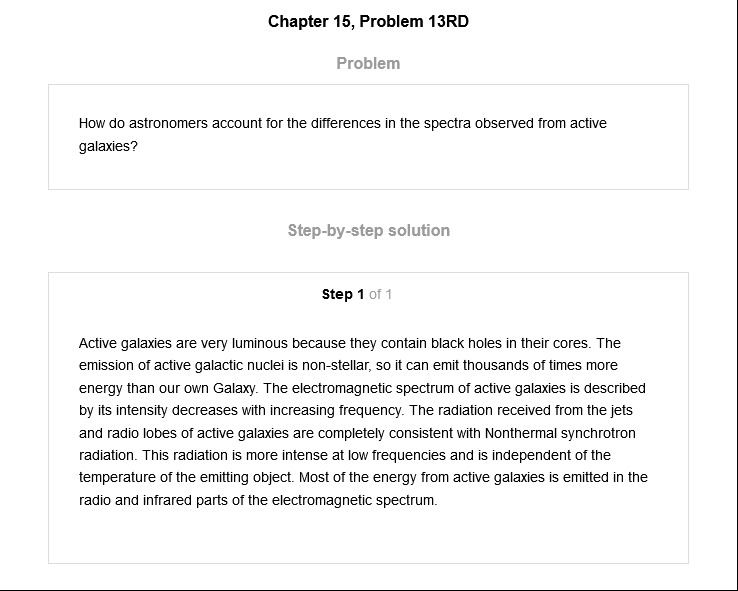 Chapter 15, Problem 13RD
Problem
How do astronomers account for the differences in the spectra observed from active
galaxies?
Step-by-step solution
Step 1 of 1
Active galaxies are very luminous because they contain black holes in their cores. The
emission of active galactic nuclei is non-stellar, so it can emit thousands of times more
energy than our own Galaxy. The electromagnetic spectrum of active galaxies is described
by its intensity decreases with increasing frequency. The radiation received from the jets
and radio lobes of active galaxies are completely consistent with Nonthermal synchrotron
radiation. This radiation is more intense at low frequencies and is independent of the
temperature of the emitting object. Most of the energy from active galaxies is emitted in the
radio and infrared parts of the electromagnetic spectrum.